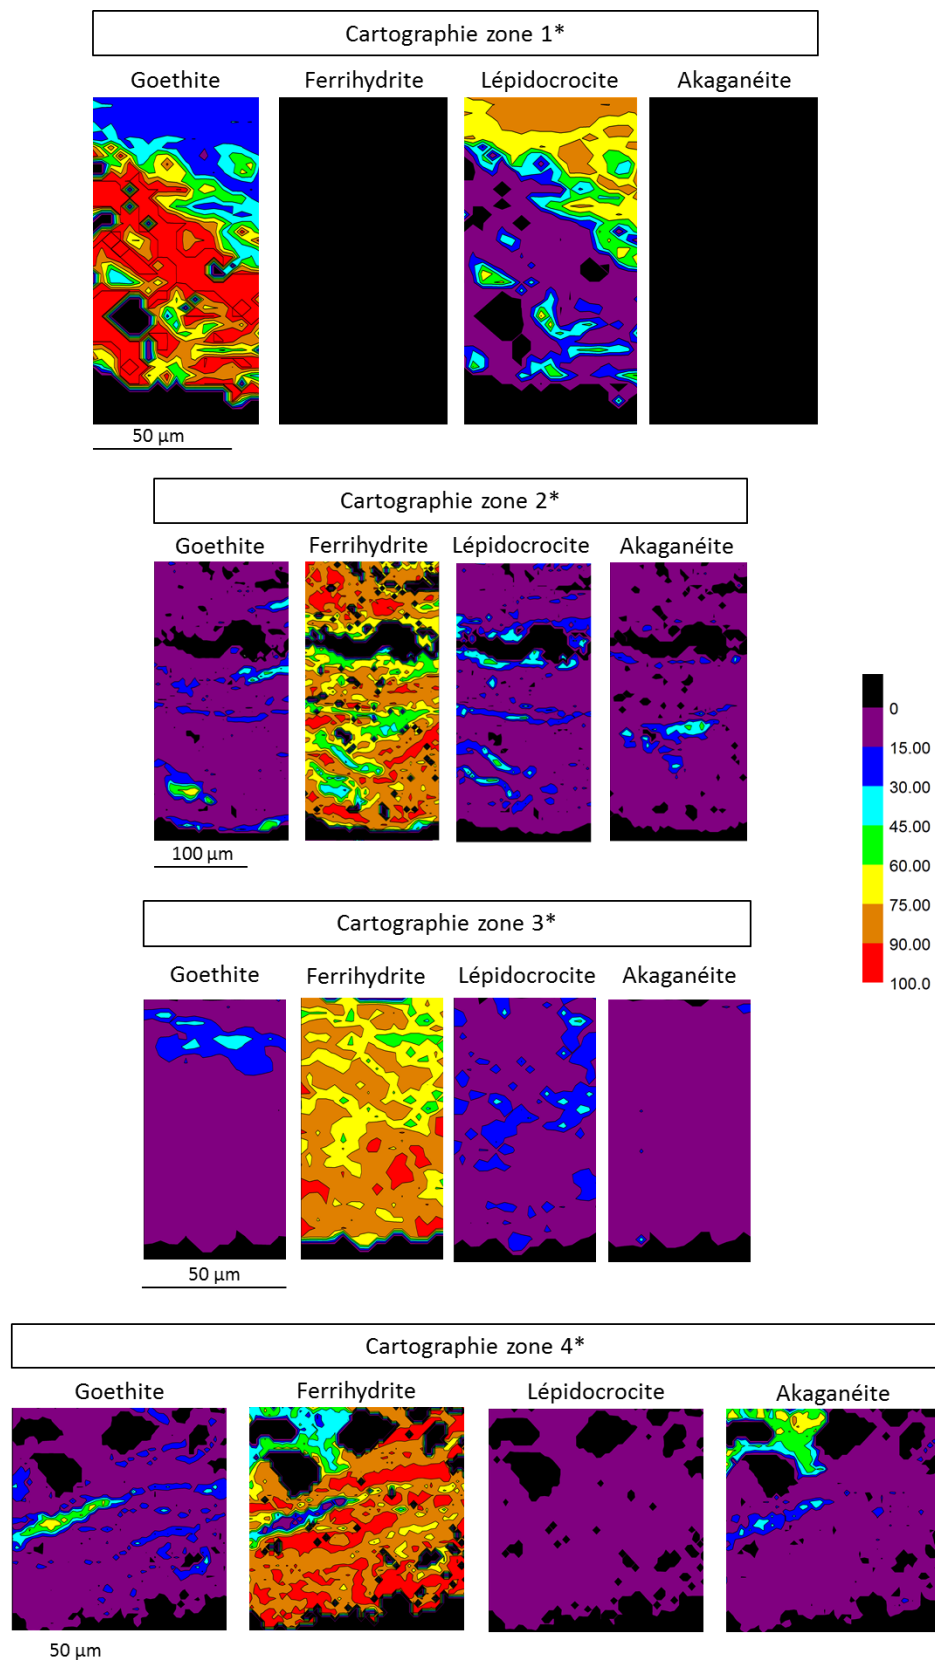 Cartographie zone 1*
Goethite Ferrihydrite Lépidocrocite Akaganéite
50 µm
Cartographie zone 2*
Goethite Ferrihydrite Lépidocrocite Akaganéite
100 µm
0
15.00
30.00
45.00
60.00
75.00
90.00
100.0
Cartographie zone 3*
Goethite Ferrihydrite Lépidocrocite Akaganéite
50 µm
Cartographie zone 4*
Goethite Ferrihydrite Lépidocrocite Akaganéite
50 µm